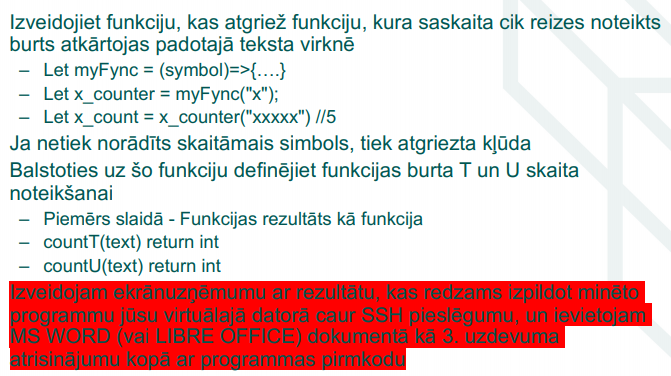 Izveidojiet funkciju, kas atgriež funkciju, kura saskaita cik reizes noteikts
burts atkārtojas padotajā teksta virknē
– Let myFync = (symbol)=>{….}
– Let x_counter = myFync("x");
– Let x_count = x_counter("xxxxx") //5
Ja netiek norādīts skaitāmais simbols, tiek atgriezta kļūda
Balstoties uz šo funkciju definējiet funkcijas burta T un U skaita
noteikšanai
– Piemērs slaidā - Funkcijas rezultāts kā funkcija
– countT(text) return int
– countU(text) return int
Izveidojam ekrānuzņēmumu ar rezultātu, kas redzams izpildot minēto
programmu jūsu virtuālajā datorā caur SSH pieslēgumu, un ievietojam
MS WORD (vai LIBRE OFFICE) dokumentā kā 3. uzdevuma
atrisinājumu kopā ar programmas pirmkodu